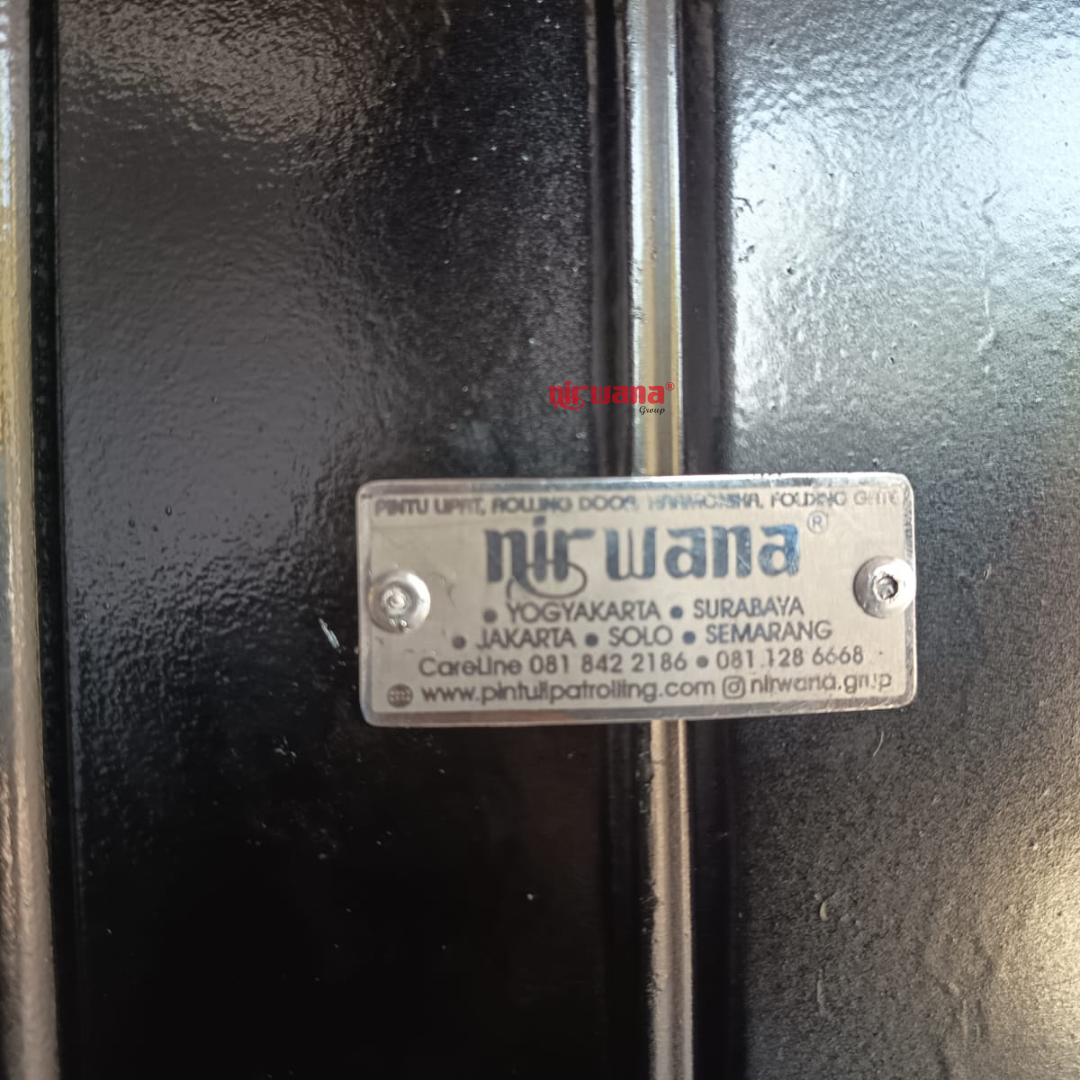 nirwana®
Group
PINTU LIPAT, ROLLING DOOR, HARMONIKA, FOLDING GATE
nirwana ®
• YOGYAKARTA • SURABAYA
• JAKARTA • SOLO • SEMARANG
CareLine 081 842 2186 • 081 128 6668
www.pintulipatrolling.com nirwana.grup